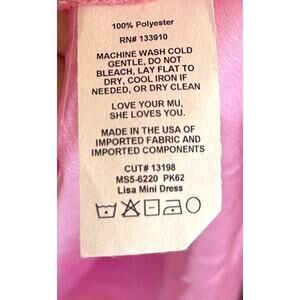 100% Polyester
RN# 133910
MACHINE WASH COLD
GENTLE, DO NOT
BLEACH, LAY FLAT TO
DRY, COOL IRON IF
NEEDED, OR DRY CLEAN
LOVE YOUR MU,
SHE LOVES YOU.
MADE IN THE USA OF
IMPORTED FABRIC AND
IMPORTED COMPONENTS
CUT# 13198
MS5-6220 PK62
Lisa Mini Dress